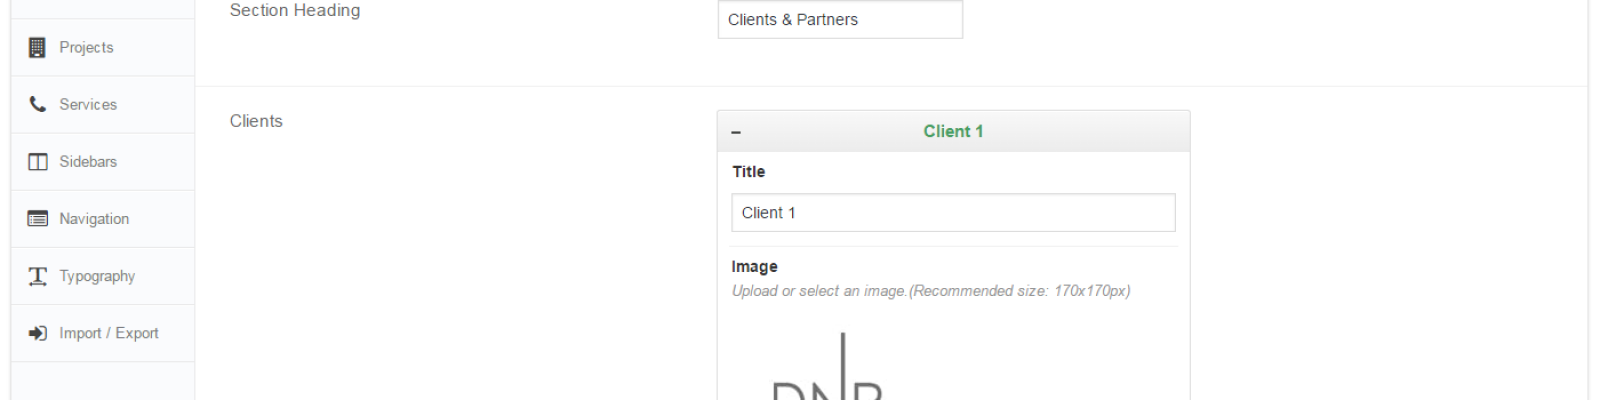 Section Heading
Clients & Partners
Projects
Services
Sidebars
Navigation
Typography
Import / Export
Clients
Client 1
Title
Client 1
Image
Upload or select an image.(Recommended size: 170x170px)